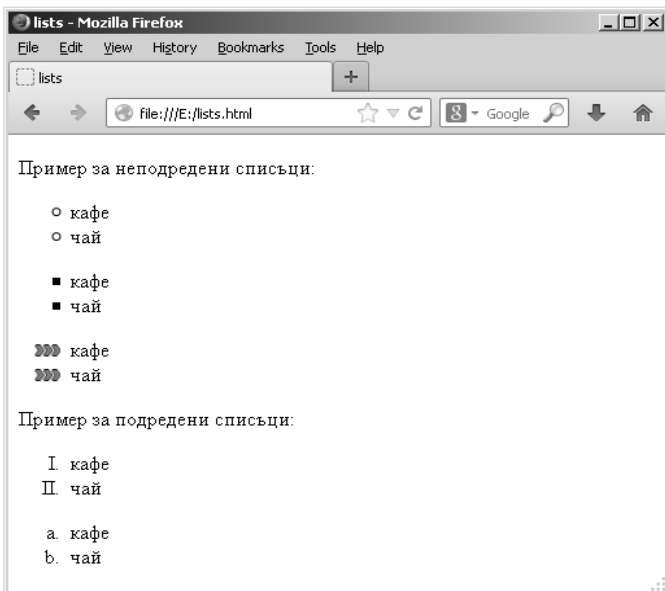 lists - Mozilla Firefox
File Edit View History Bookmarks Tools Help
lists +
file:///E:/lists.html 8 Google
Пример за неподредени списъци:
кафе
чай
кафе
чай
кафе
чай
Пример за подредени списъци:
I. кафе
II. чай
a. кафе
b. чай